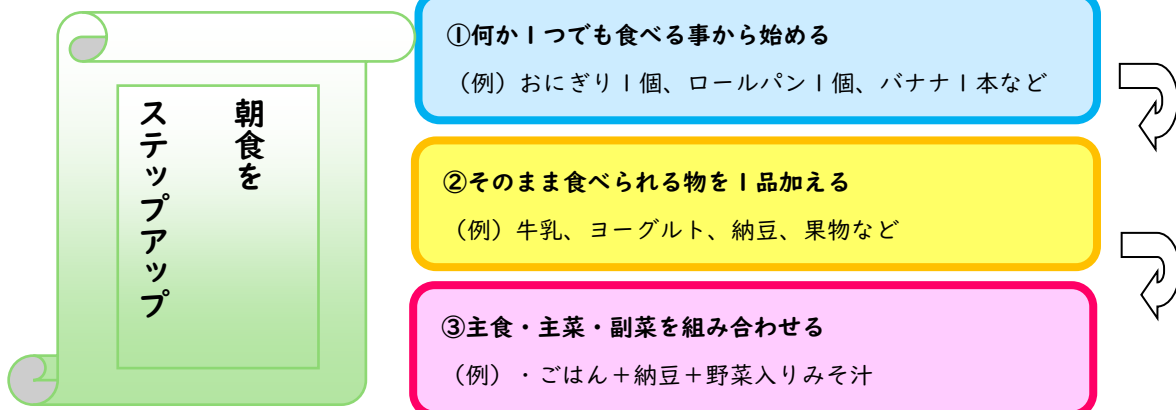 朝食を
ステップアップ
①何か1つでも食べる事から始める
（例）おにぎり1個、ロールパン1個、バナナ1本など
②そのまま食べられる物を1品加える
（例）牛乳、ヨーグルト、納豆、果物など
③主食・主菜・副菜を組み合わせる
（例）・ごはん＋納豆＋野菜入りみそ汁